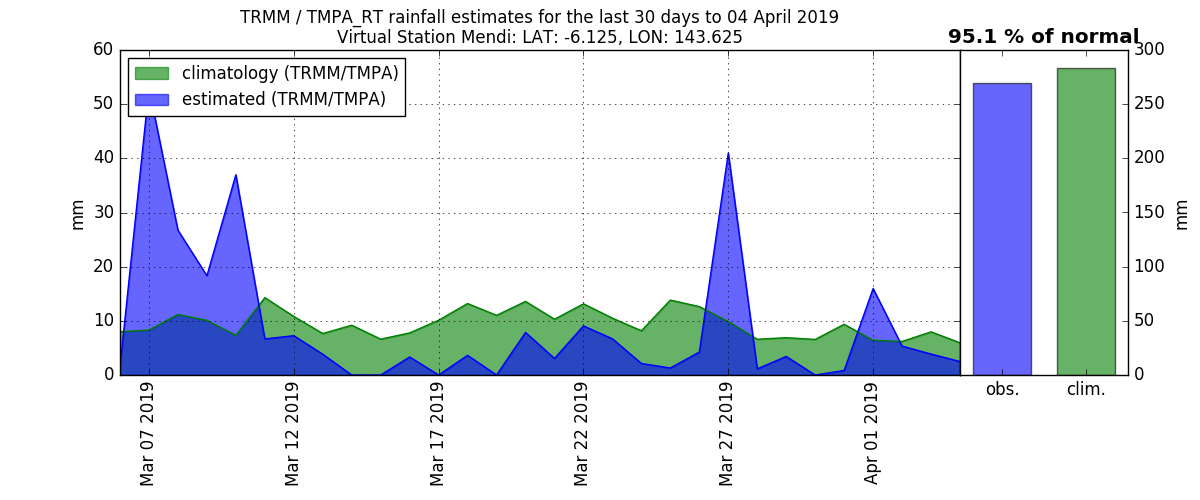 TRMM / TMPA_RT rainfall estimates for the last 30 days to 04 April 2019
Virtual Station Mendi: LAT: -6.125, LON: 143.625
95.1 % of normal
climatology (TRMM/TMPA)
estimated (TRMM/TMPA)
60
50
40
30
20
10
0
mm
Mar 07 2019
Mar 12 2019
Mar 17 2019
Mar 22 2019
Mar 27 2019
Apr 01 2019
obs.
clim.
300
250
200
150
100
50
0
mm